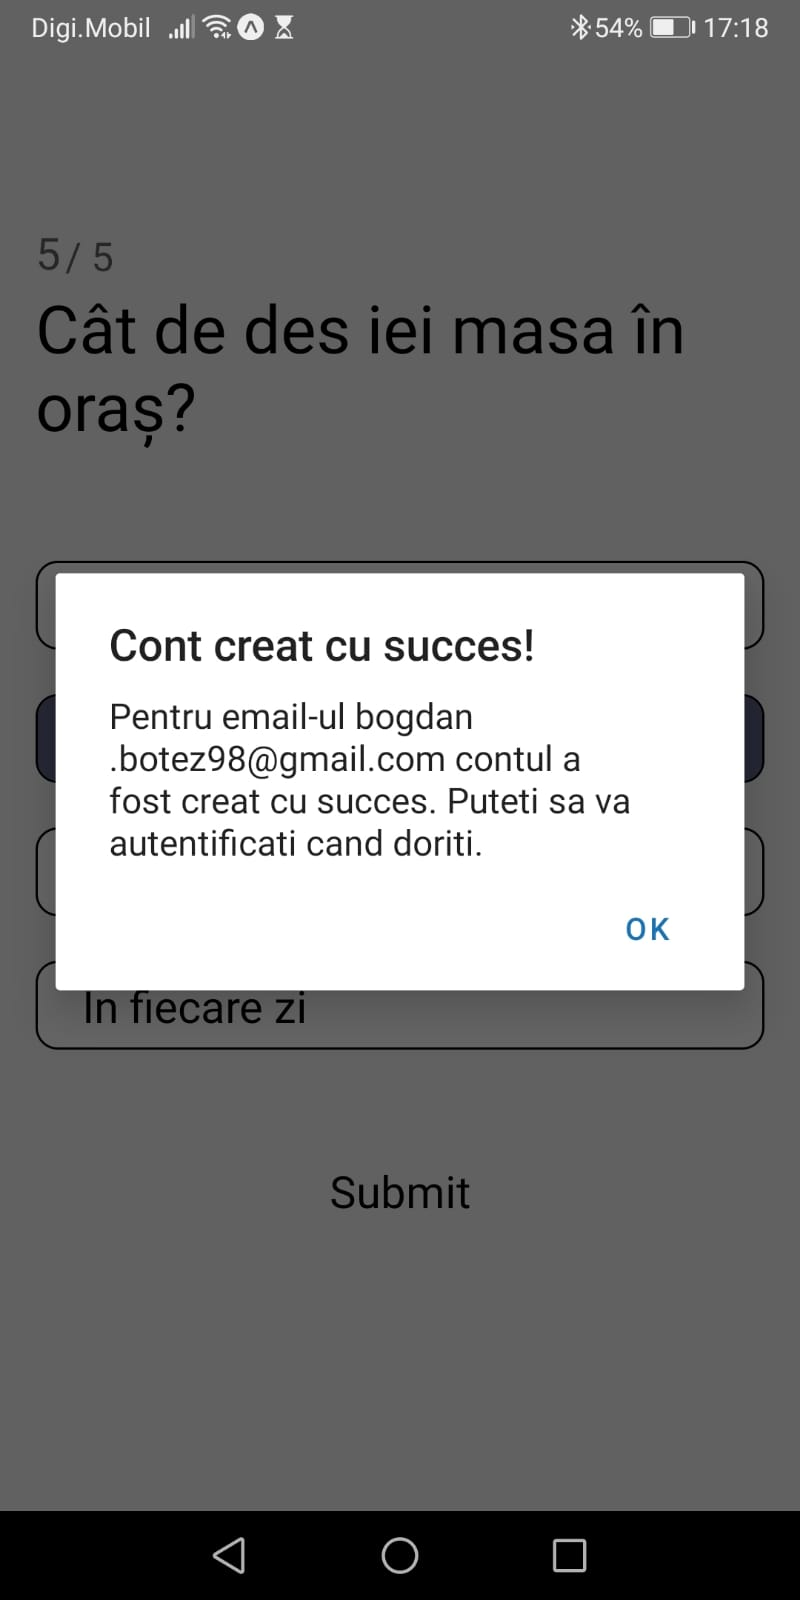 Digi.Mobil 54% 17:18
5/ 5
Cât de des iei masa în
oraș?
Cont creat cu succes!
Pentru email-ul bogdan
.botez98@gmail.com contul a
fost creat cu succes. Puteti sa va
autentificati cand doriti.
OK
In fiecare zi
Submit